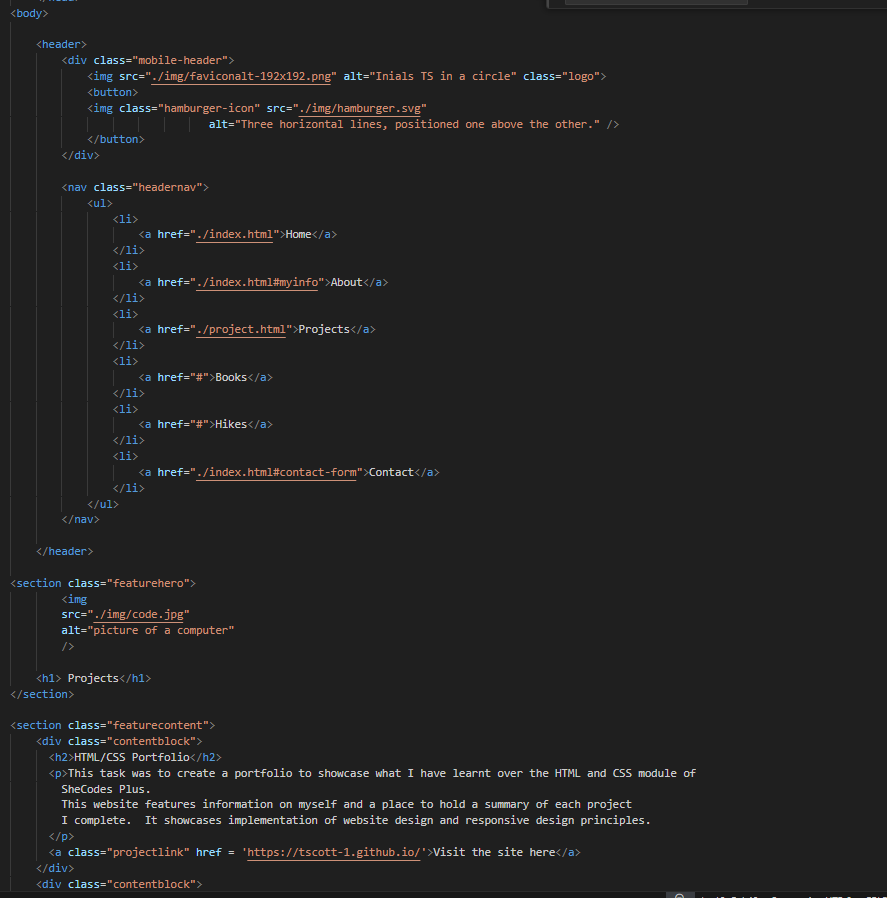 <body>
<header>
<div class="mobile-header">
<img src="./img/faviconalt-192x192.png" alt="Inials TS in a circle" class="logo">
<button>
<img class="hamburger-icon" src="./img/hamburger.svg"
alt="Three horizontal lines, positioned one above the other." />
</button>
</div>
<nav class="headernav">
<ul>
<li>
<a href="./index.html">Home</a>
</li>
<li>
<a href="./index.html#myinfo">About</a>
</li>
<li>
<a href="./project.html">Projects</a>
</li>
<li>
<a href="#">Books</a>
</li>
<li>
<a href="#">Hikes</a>
</li>
<li>
<a href="./index.html#contact-form">Contact</a>
</li>
</ul>
</nav>
</header>
<section class="featurehero">
<img
src="./img/code.jpg"
alt="picture of a computer"
/>
<h1> Projects</h1>
</section>
<section class="featurecontent">
<div class="contentblock">
<h2>HTML/CSS Portfolio</h2>
<p>This task was to create a portfolio to showcase what I have learnt over the HTML and CSS module of
SheCodes Plus.
This website features information on myself and a place to hold a summary of each project
I complete.  It showcases implementation of website design and responsive design principles.
</p>
<a class="projectlink" href = 'https://tscott-1.github.io/'>Visit the site here</a>
</div>
<div class="contentblock">